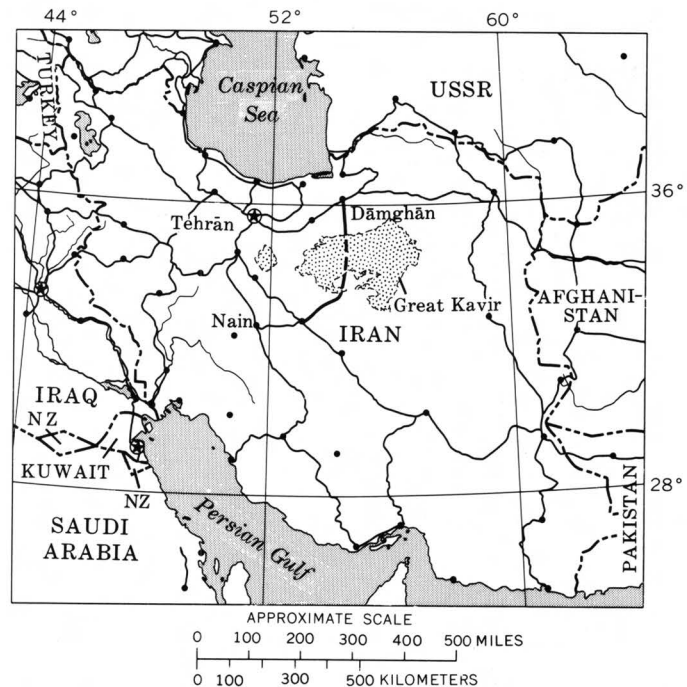 44° 52° 60°
TURKEY
Caspian
Sea
USSR
36°
Tehrān
Dāmghān
Great Kavir
AFGHANI-
STAN
Nain
IRAN
IRAQ
NZ
KUWAIT
NZ
28°
SAUDI
ARABIA
Persian Gulf
PAKISTAN
APPROXIMATE SCALE
0 100 200 300 400 500 MILES
0 100 300 500 KILOMETERS